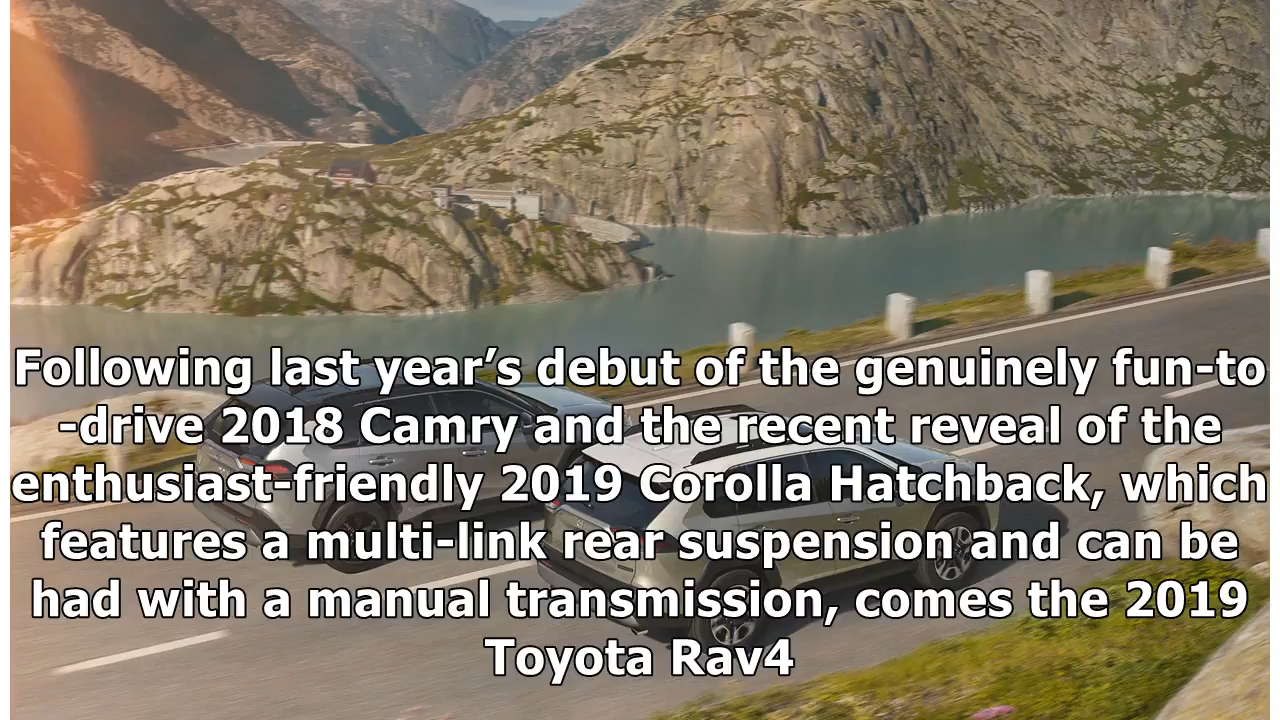 Following last year’s debut of the genuinely fun-to
-drive 2018 Camry and the recent reveal of the
enthusiast-friendly 2019 Corolla Hatchback, which
features a multi-link rear suspension and can be
had with a manual transmission, comes the 2019
Toyota Rav4